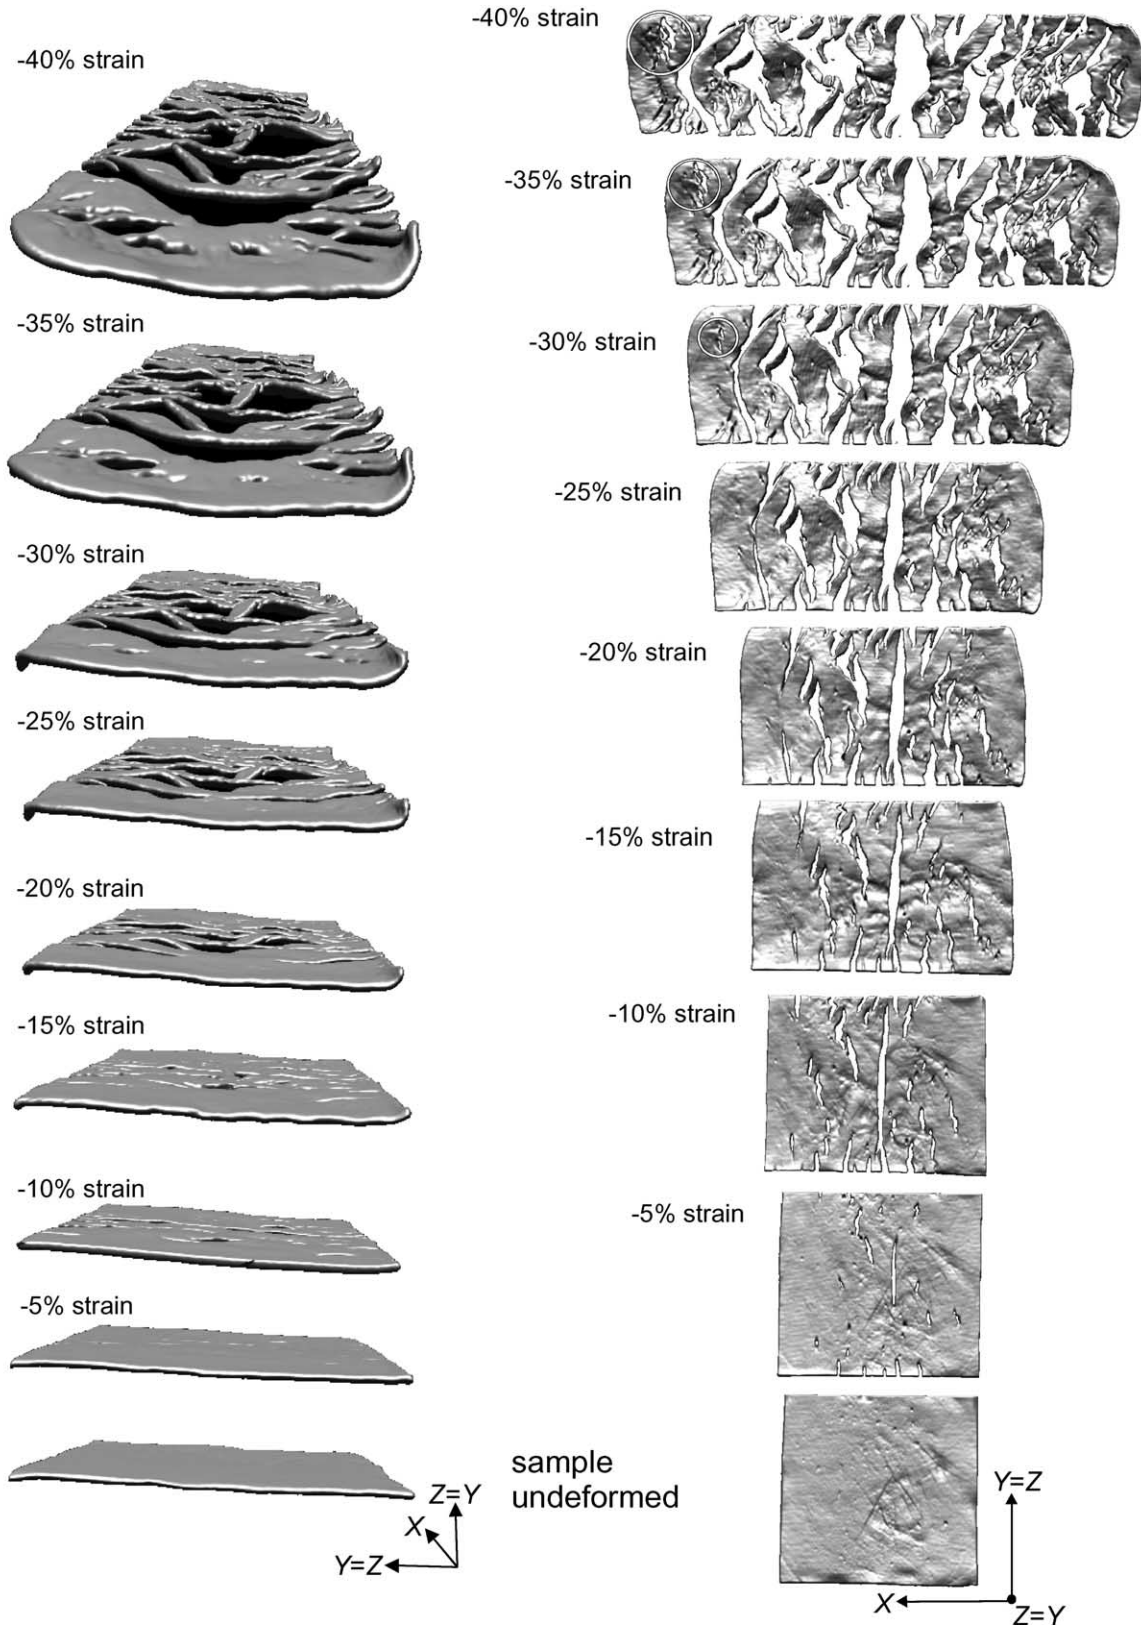 -40% strain
-35% strain
-30% strain
-25% strain
-20% strain
-15% strain
-10% strain
-5% strain
Z=Y
X
Y=Z
sample
undeformed
-40% strain
-35% strain
-30% strain
-25% strain
-20% strain
-15% strain
-10% strain
-5% strain
Y=Z
X
Z=Y